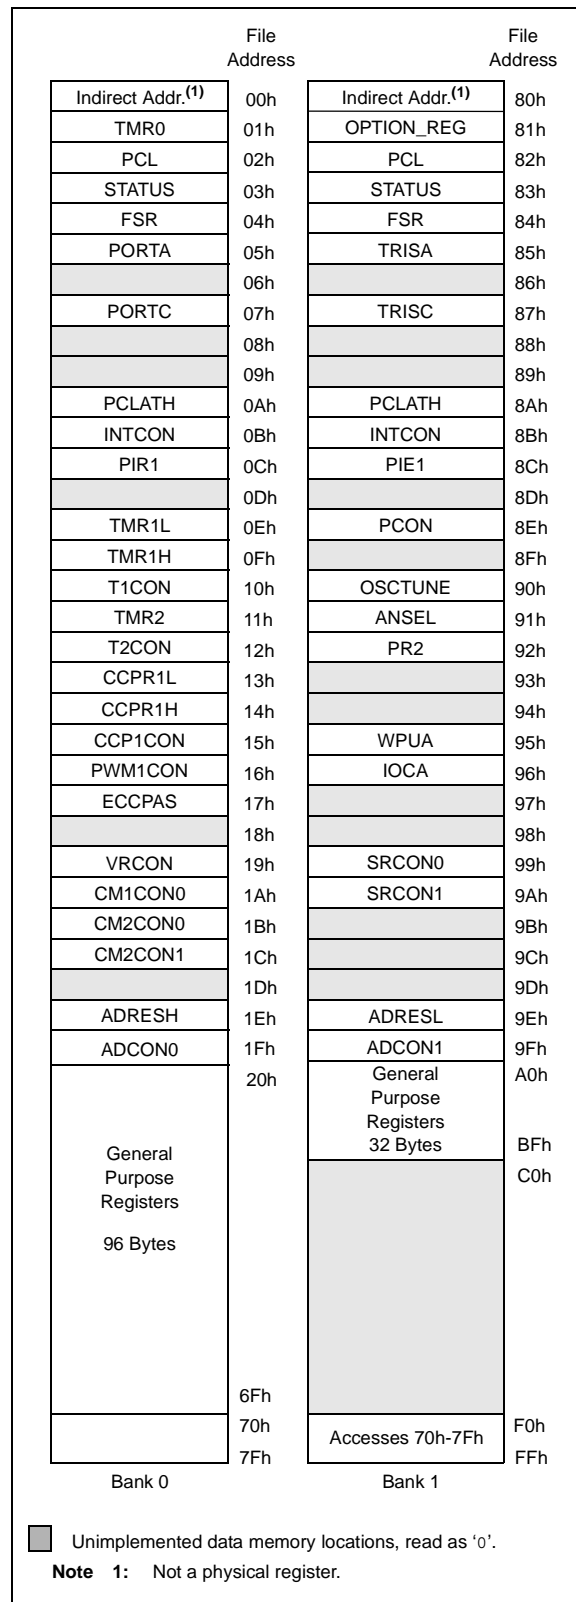 File Address File Address
Indirect Addr.(1) 00h Indirect Addr.(1) 80h
TMR0 01h OPTION_REG 81h
PCL 02h PCL 82h
STATUS 03h STATUS 83h
FSR 04h FSR 84h
PORTA 05h TRISA 85h
06h 86h
PORTC 07h TRISC 87h
08h 88h
09h 89h
PCLATH 0Ah PCLATH 8Ah
INTCON 0Bh INTCON 8Bh
PIR1 0Ch PIE1 8Ch
0Dh 8Dh
TMR1L 0Eh PCON 8Eh
TMR1H 0Fh 8Fh
T1CON 10h OSCTUNE 90h
TMR2 11h ANSEL 91h
T2CON 12h PR2 92h
CCPR1L 13h 93h
CCPR1H 14h 94h
CCP1CON 15h WPUA 95h
PWM1CON 16h IOCA 96h
ECCPAS 17h 97h
18h 98h
VRCON 19h SRCON0 99h
CM1CON0 1Ah SRCON1 9Ah
CM2CON0 1Bh 9Bh
CM2CON1 1Ch 9Ch
1Dh 9Dh
ADRESH 1Eh ADRESL 9Eh
ADCON0 1Fh ADCON1 9Fh
20h General A0h
Purpose
Registers
32 Bytes BFh
General C0h
Purpose
Registers
96 Bytes
6Fh
70h Accesses 70h-7Fh F0h
7Fh FFh
Bank 0 Bank 1
Unimplemented data memory locations, read as ‘0’.
Note 1: Not a physical register.